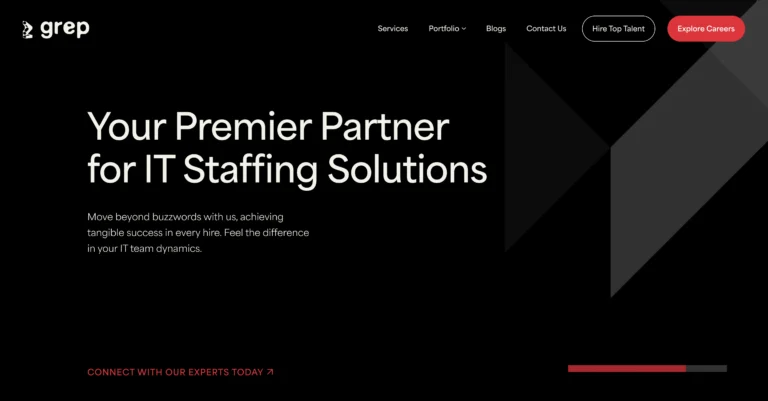 grep
Services
Portfolio
Blogs
Contact Us
Hire Top Talent
Explore Careers
Your Premier Partner
for IT Staffing Solutions
Move beyond buzzwords with us, achieving
tangible success in every hire. Feel the difference
in your IT team dynamics.
CONNECT WITH OUR EXPERTS TODAY